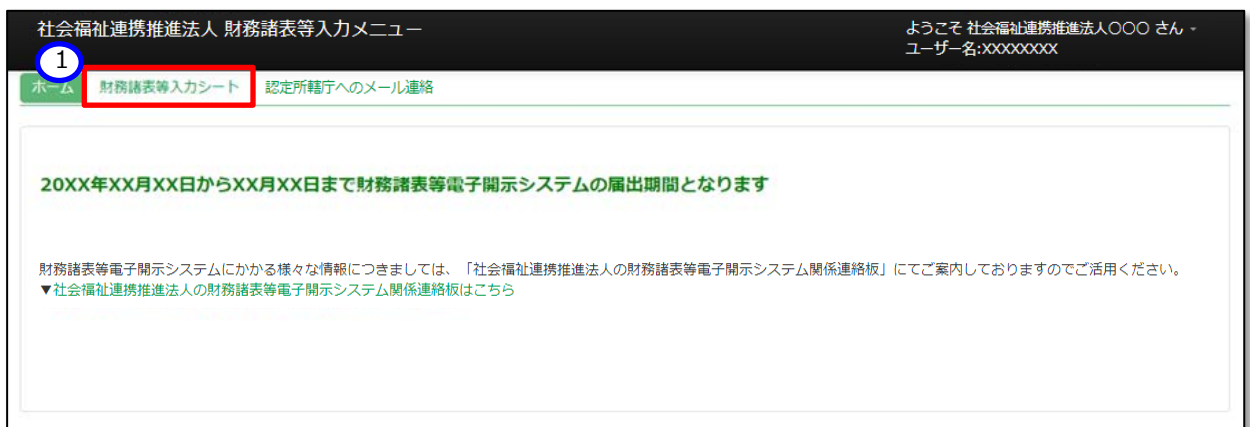 社会福祉連携推進法人 財務諸表等入力メニュー
ようこそ 社会福祉連携推進法人〇〇〇 さん
ユーザー名:XXXXXXXX
1
ホーム 財務諸表等入力シート 認定所轄庁へのメール連絡
20XX年XX月XX日からXX月XX日まで財務諸表等電子開示システムの届出期間となります
財務諸表等電子開示システムにかかる様々な情報につきましては、「社会福祉連携推進法人の財務諸表等電子開示システム関係連絡板」にてご案内しておりますのでご活用ください。
▼社会福祉連携推進法人の財務諸表等電子開示システム関係連絡板はこちら